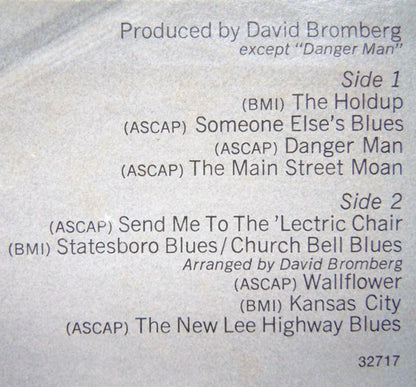 Produced by David Bromberg
except "Danger Man"
Side 1
(BMI) The Holdup
(ASCAP) Someone Else's Blues
(ASCAP) Danger Man
(ASCAP) The Main Street Moan
Side 2
(ASCAP) Send Me To The 'Lectric Chair
(BMI) Statesboro Blues/Church Bell Blues
Arranged by David Bromberg
(ASCAP) Wallflower
(BMI) Kansas City
(ASCAP) The New Lee Highway Blues
32717